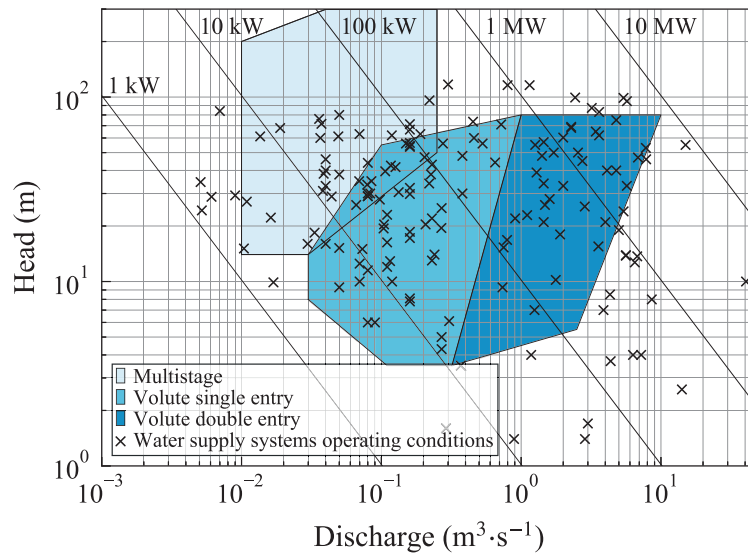 10 kW
100 kW
1 MW
10 MW
1 kW
10²
10¹
10⁰
Head (m)
Multistage
Volute single entry
Volute double entry
Water supply systems operating conditions
10⁻³
10⁻²
10⁻¹
10⁰
10¹
Discharge (m³·s⁻¹)